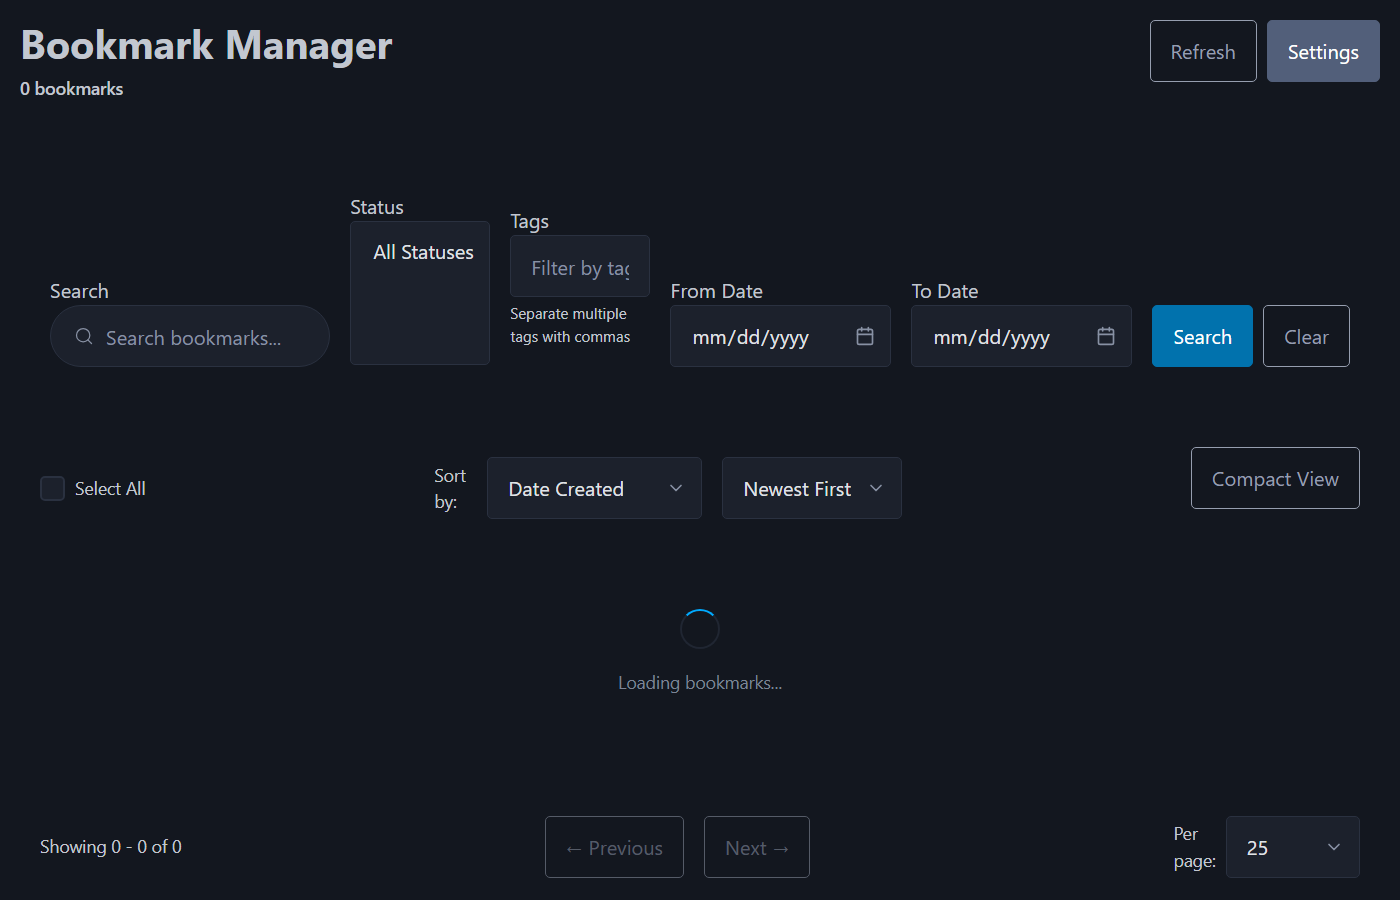 Bookmark Manager
0 bookmarks
Refresh
Settings
Search
Search bookmarks...
Status
All Statuses
Tags
Filter by tag
Separate multiple
tags with commas
From Date
mm/dd/yyyy
To Date
mm/dd/yyyy
Search
Clear
Select All
Sort
by:
Date Created
Newest First
Compact View
Loading bookmarks...
Showing 0 - 0 of 0
← Previous
Next →
Per
page:
25